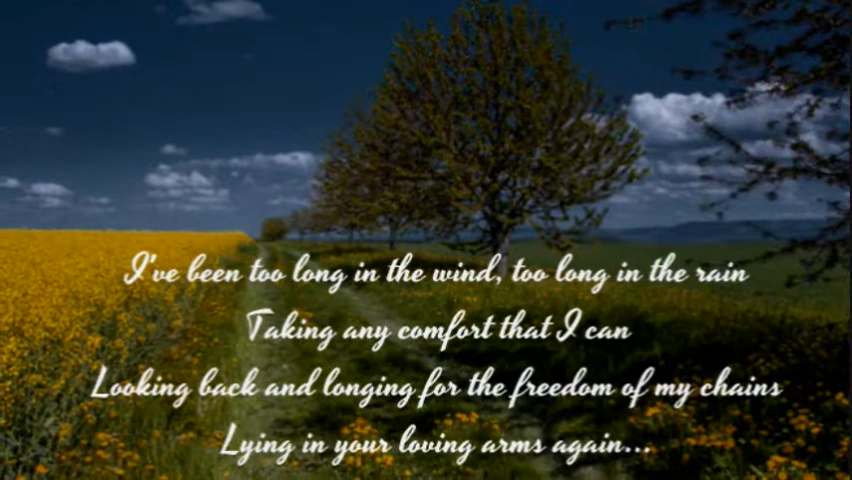 I've been too long in the wind, too long in the rain
Taking any comfort that I can
Looking back and longing for the freedom of my chains
Lying in your loving arms again...